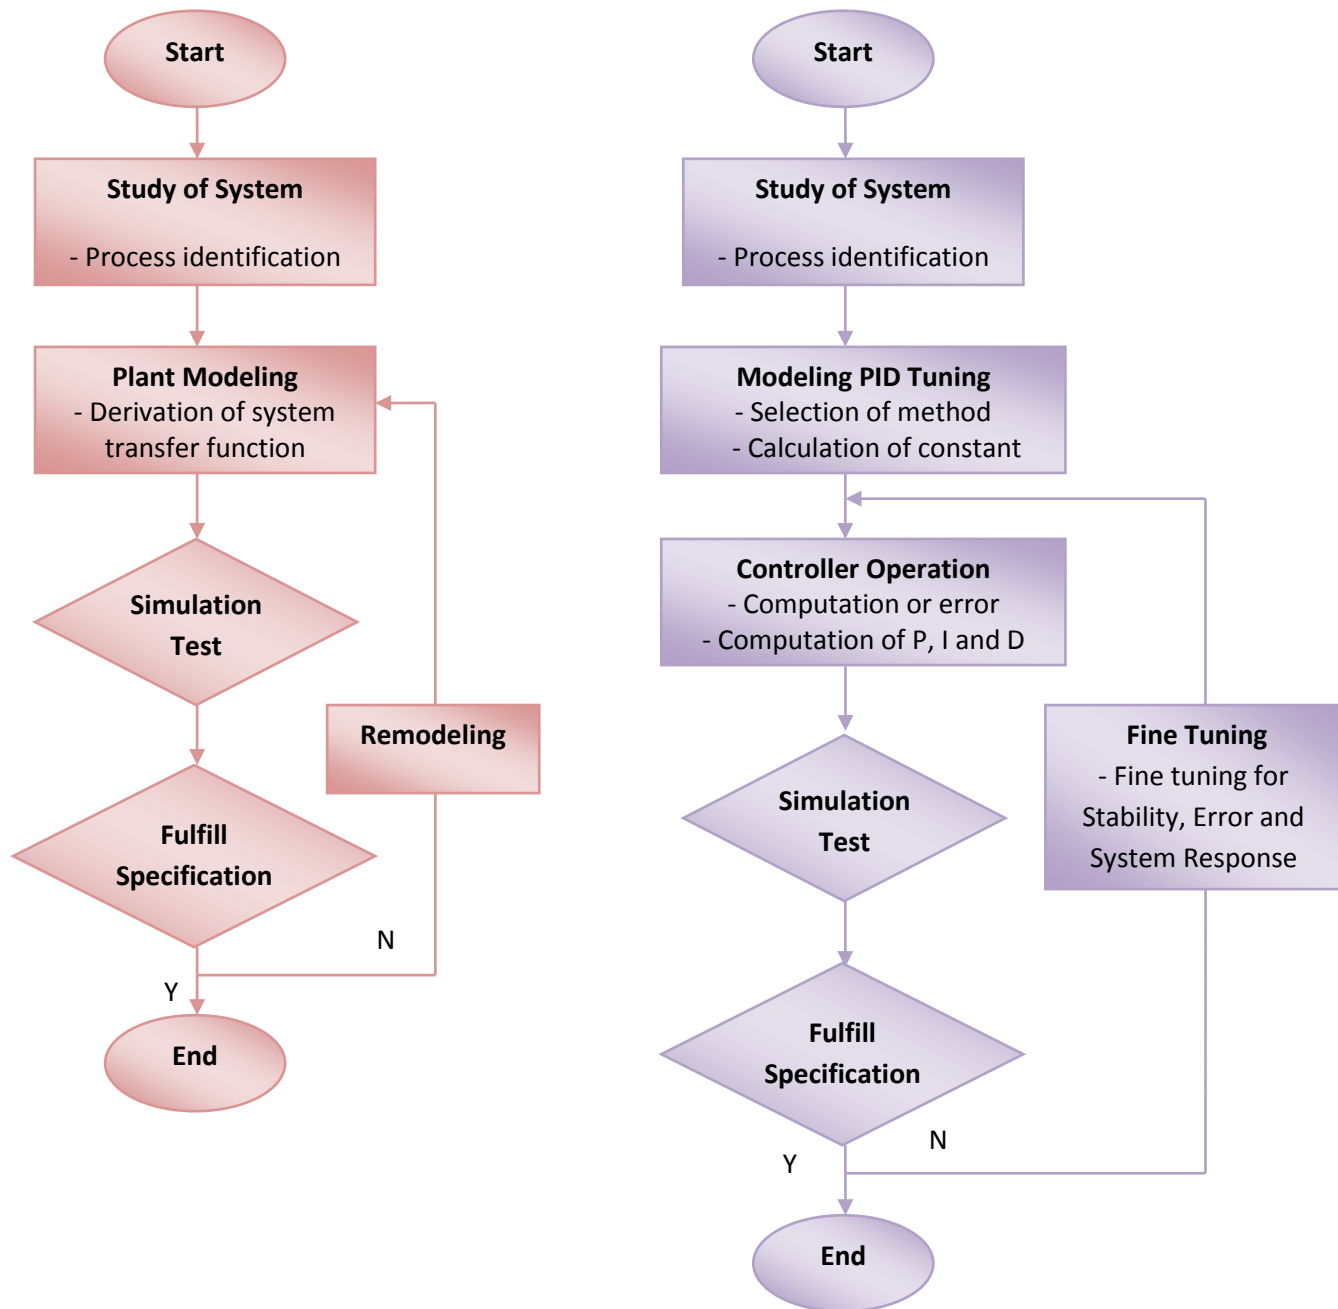 Start
Study of System
- Process identification
Plant Modeling
- Derivation of system
transfer function
Simulation
Test
Remodeling
Fulfill
Specification
N
Y
End
Start
Study of System
- Process identification
Modeling PID Tuning
- Selection of method
- Calculation of constant
Controller Operation
- Computation or error
- Computation of P, I and D
Simulation
Test
Fine Tuning
- Fine tuning for
Stability, Error and
System Response
Fulfill
Specification
N
Y
End